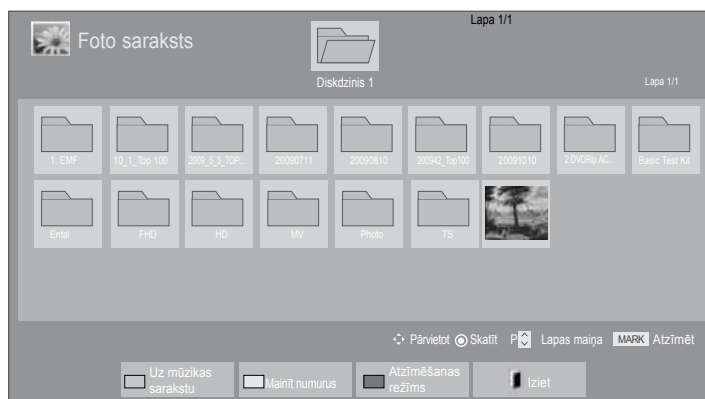 Lapa 1/1
Foto saraksts
Diskdzinis 1
Lapa 1/1
1. EMF
10_1_Top 100
2009_5_3_TOP...
20090711
20090810
200942_Top100
20091010
2.DVDRip.AC...
Basic Test Kit
Ental
FHD
HD
MV
Photo
TS
Pārvietot
Skatīt
P
Lapas maiņa
MARK
Atzīmēt
Uz mūzikas
sarakstu
Mainīt numurus
Atzīmēšanas
režīms
Iziet